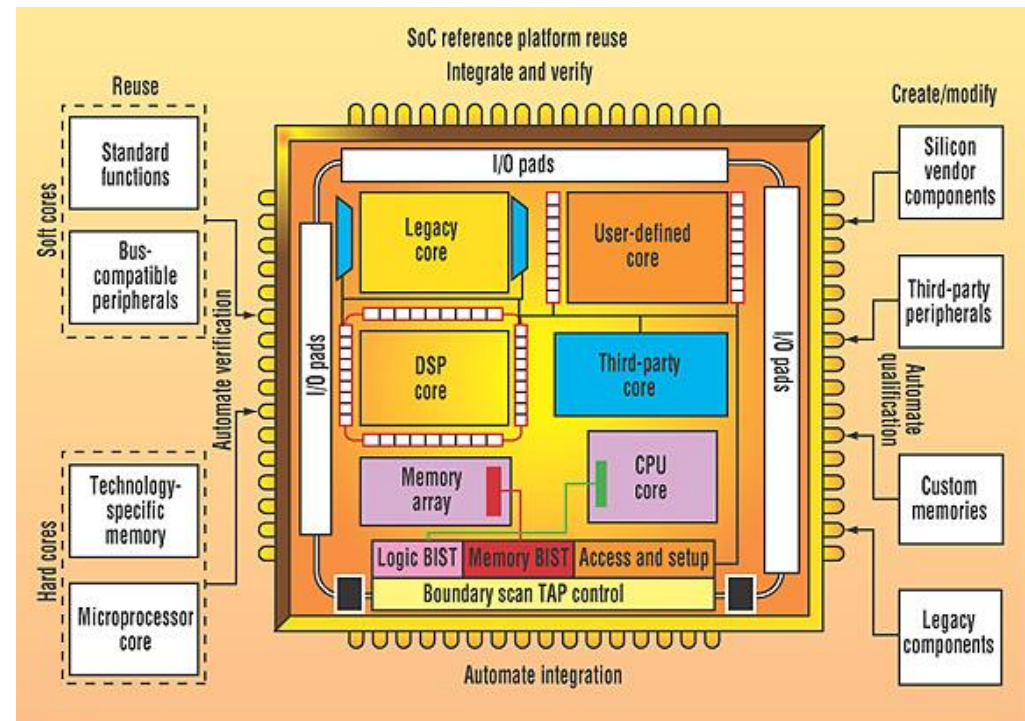 SoC reference platform reuse
Integrate and verify
Reuse
Standard
functions
Bus-
compatible
peripherals
Soft cores
Technology-
specific
memory
Microprocessor
core
Hard cores
Automate verification
I/O pads
I/O pads
Legacy
core
User-defined
core
DSP
core
Third-party
core
Memory
array
CPU
core
Logic BIST
Memory BIST
Access and setup
Boundary scan TAP control
I/O pads
Automate integration
Create/modify
Silicon
vendor
components
Third-party
peripherals
Automate
qualification
Custom
memories
Legacy
components